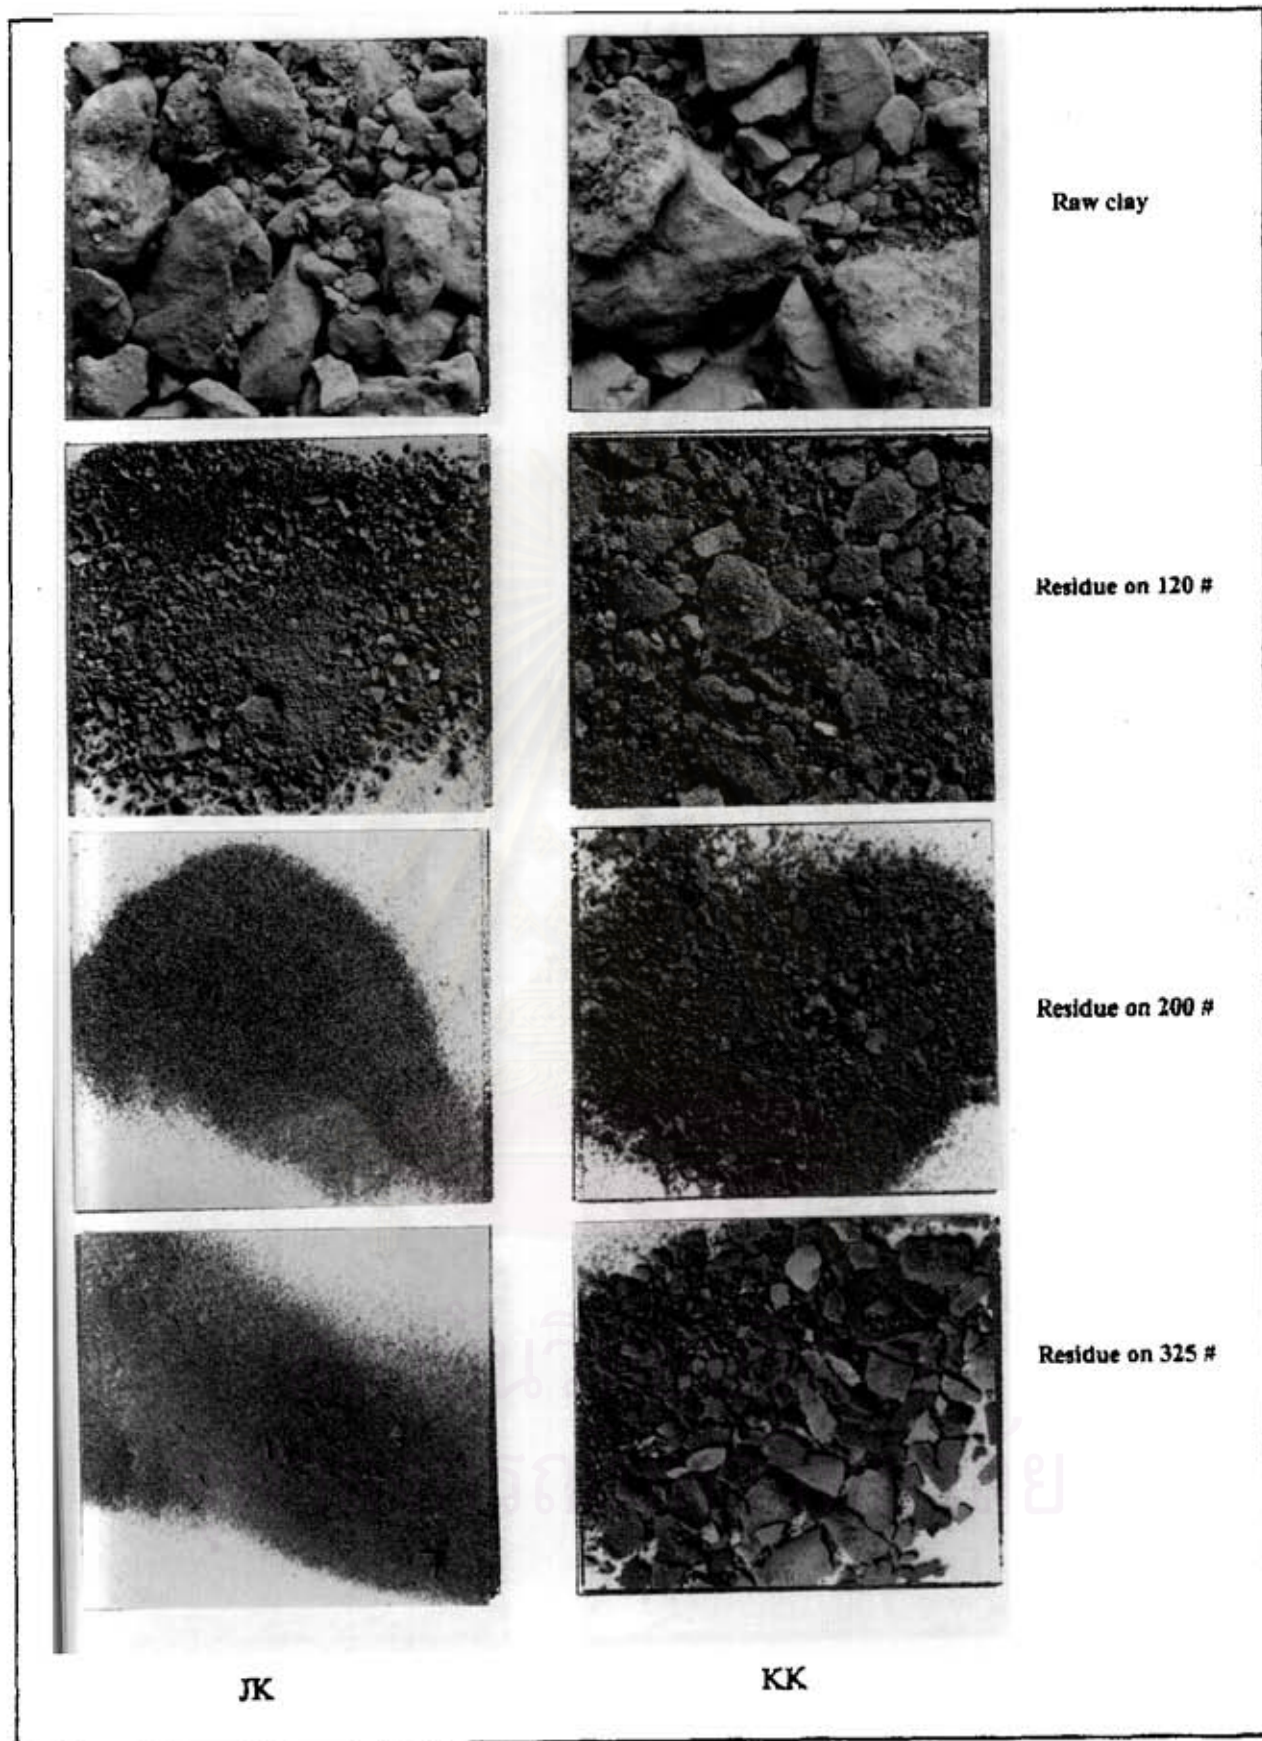 Raw clay
Residue on 120 #
Residue on 200 #
Residue on 325 #
JK
KK